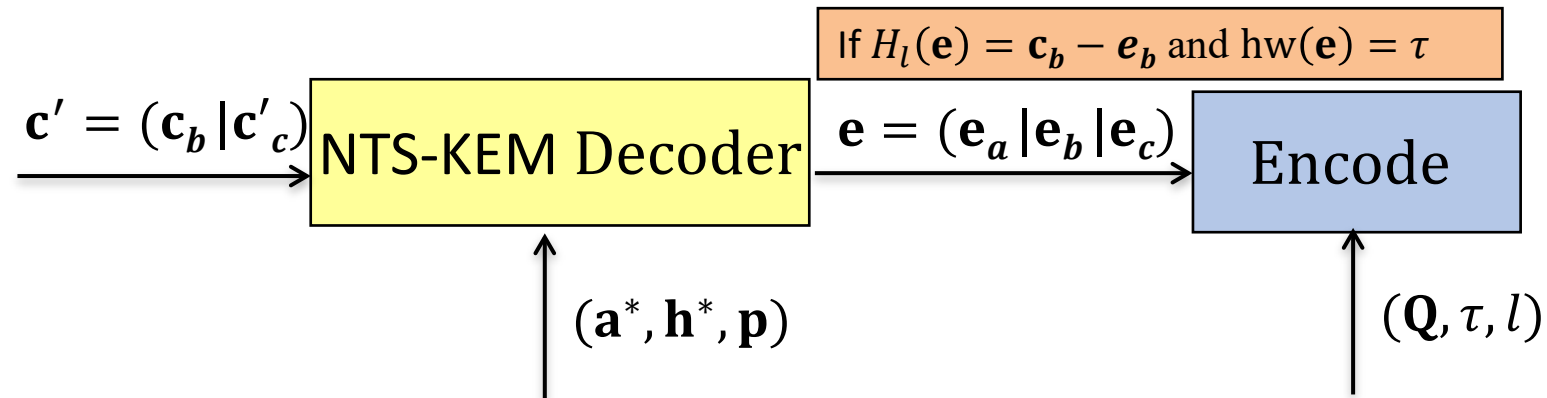 If H_l(e) = c_b − e_b and hw(e) = τ
c′ = (c_b|c′_c)
NTS-KEM Decoder
e = (e_a|e_b|e_c)
Encode
(a*, h*, p)
(Q, τ, l)